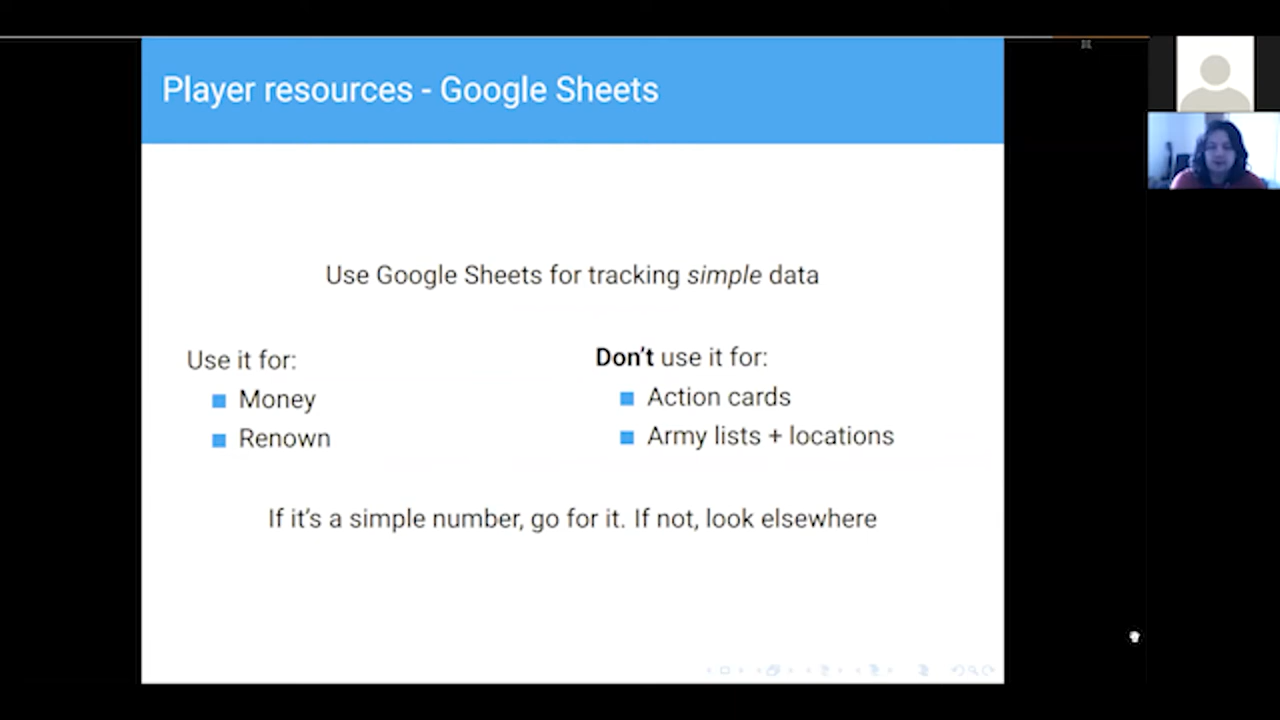 Player resources - Google Sheets
Use Google Sheets for tracking simple data
Use it for:
Money
Renown
Don't use it for:
Action cards
Army lists + locations
If it's a simple number, go for it. If not, look elsewhere